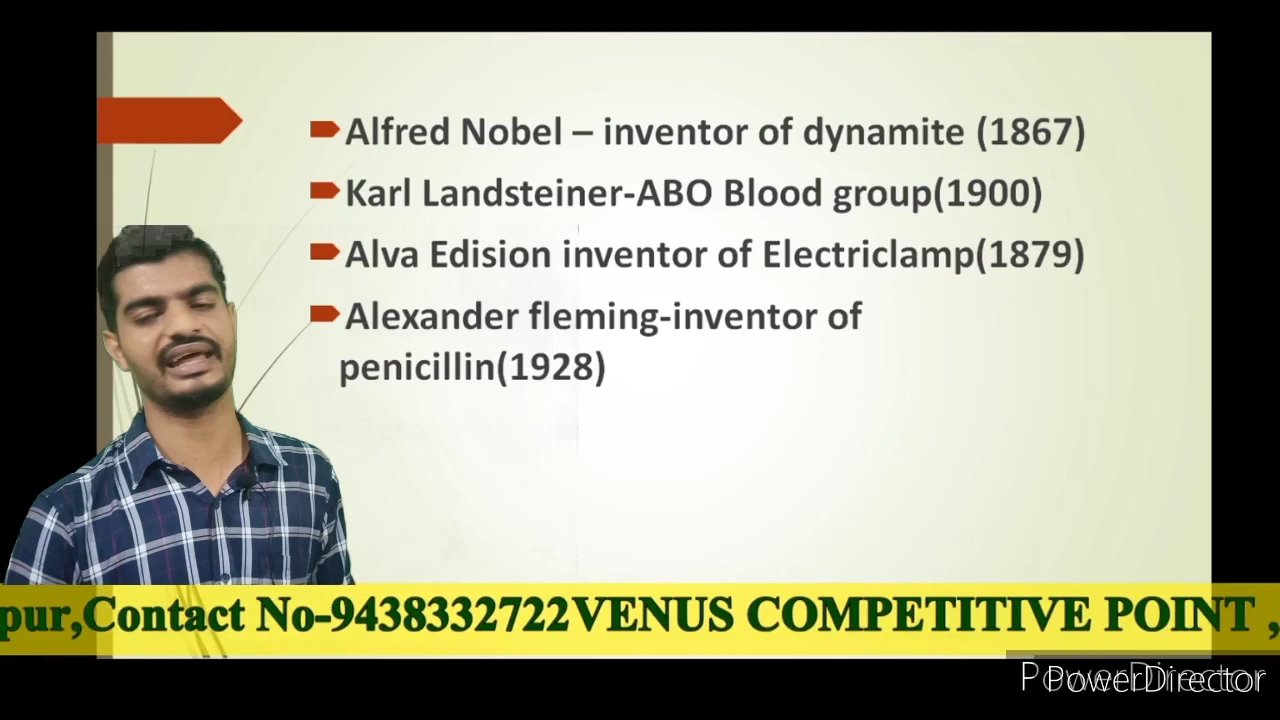 Alfred Nobel – inventor of dynamite (1867)
Karl Landsteiner-ABO Blood group(1900)
Alva Edision inventor of Electriclamp(1879)
Alexander fleming-inventor of
penicillin(1928)
pur,Contact No-9438332722VENUS COMPETITIVE POINT ,
PowerDirector
PowerDirector